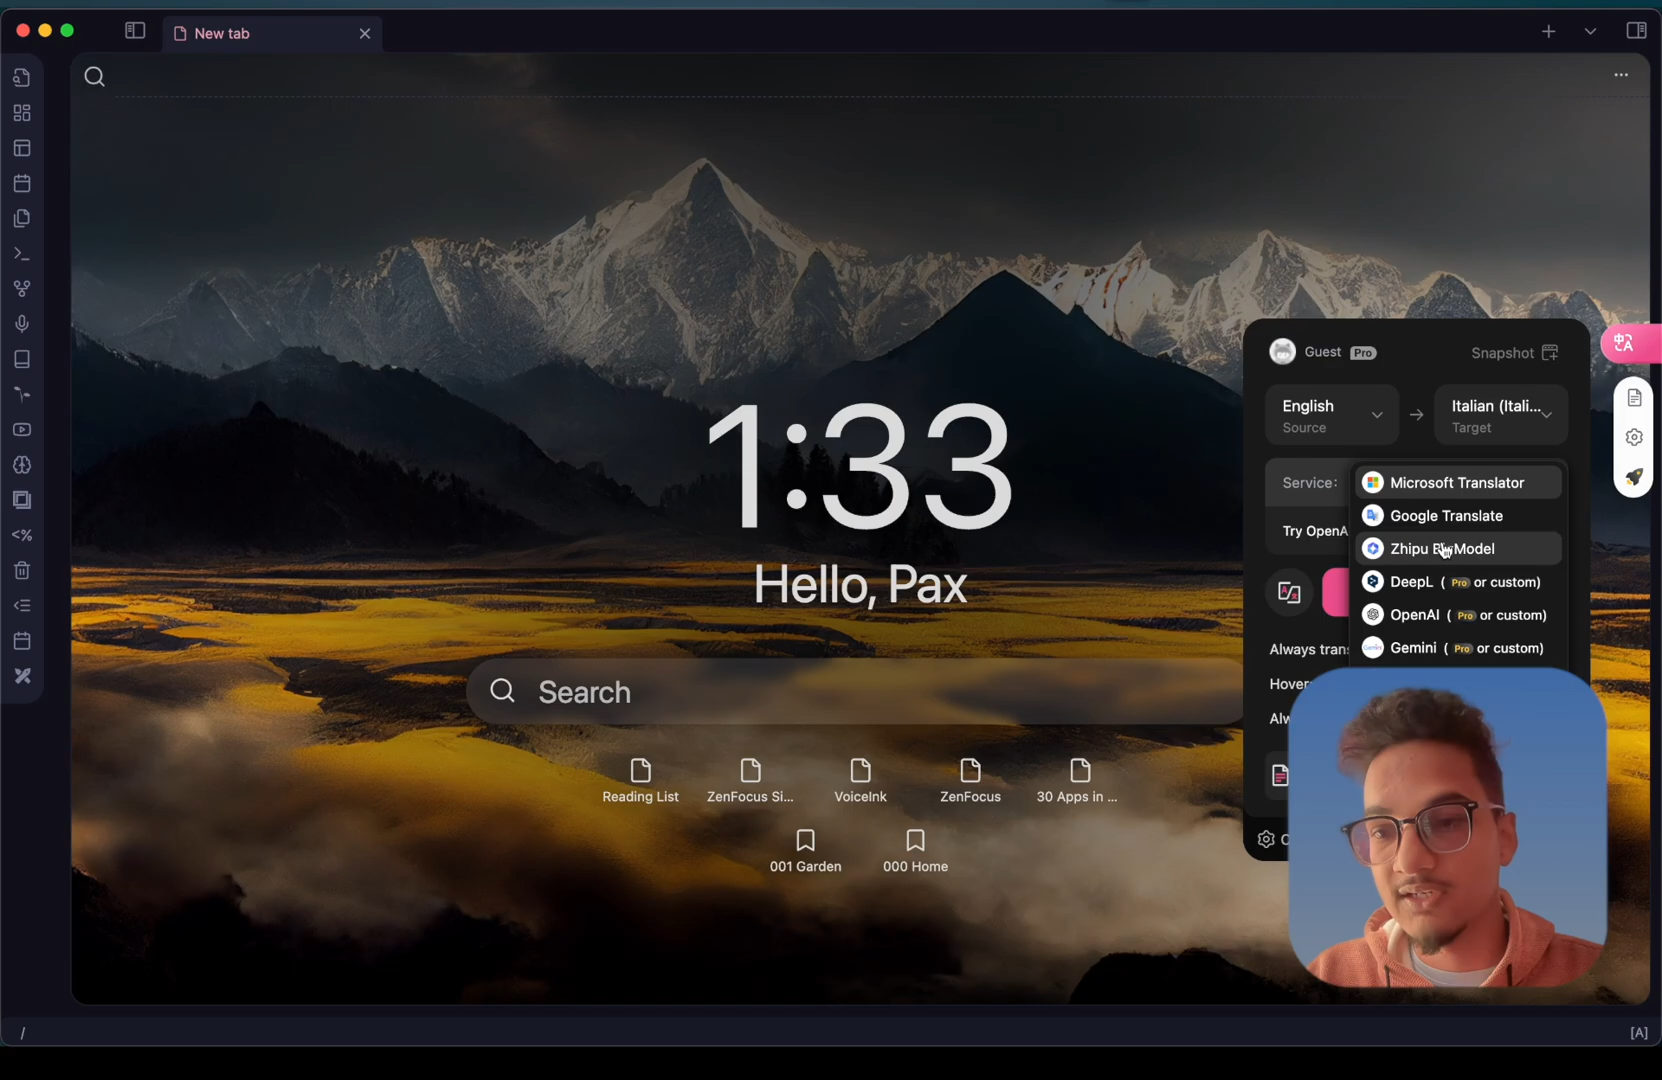 New tab
1:33
Hello, Pax
Search
Reading List
ZenFocus Si...
VoiceInk
ZenFocus
30 Apps in ...
001 Garden
000 Home
Guest Pro
Snapshot
English
Source
Italian (Itali...
Target
Service:
Microsoft Translator
Google Translate
Try OpenA
Zhipu Model
DeepL ( Pro or custom)
OpenAI ( Pro or custom)
Gemini ( Pro or custom)
Always trans
Hover
Alw
/
[A]